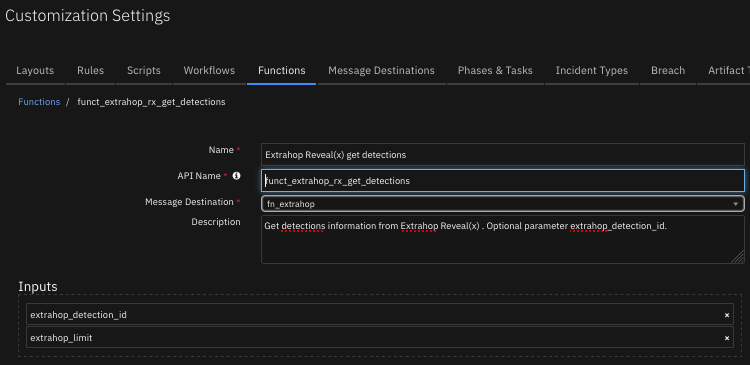 Customization Settings
Layouts Rules Scripts Workflows Functions Message Destinations Phases & Tasks Incident Types Breach Artifact T
Functions / funct_extrahop_rx_get_detections
Name * Extrahop Reveal(x) get detections
API Name * funct_extrahop_rx_get_detections
Message Destination * fn_extrahop
Description Get detections information from Extrahop Reveal(x) . Optional parameter extrahop_detection_id.
Inputs
extrahop_detection_id ×
extrahop_limit ×